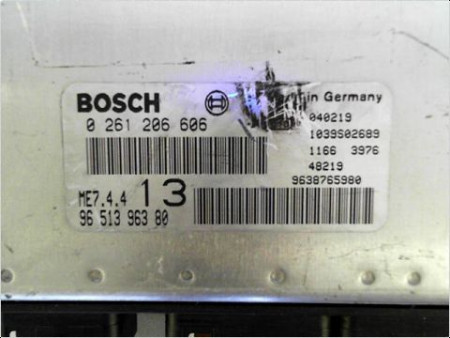 BOSCH
in Germany
0 261 206 606
040219
1039S02689
1166 3976
48219
9638765980
ME7.4.4 13
96 513 963 80